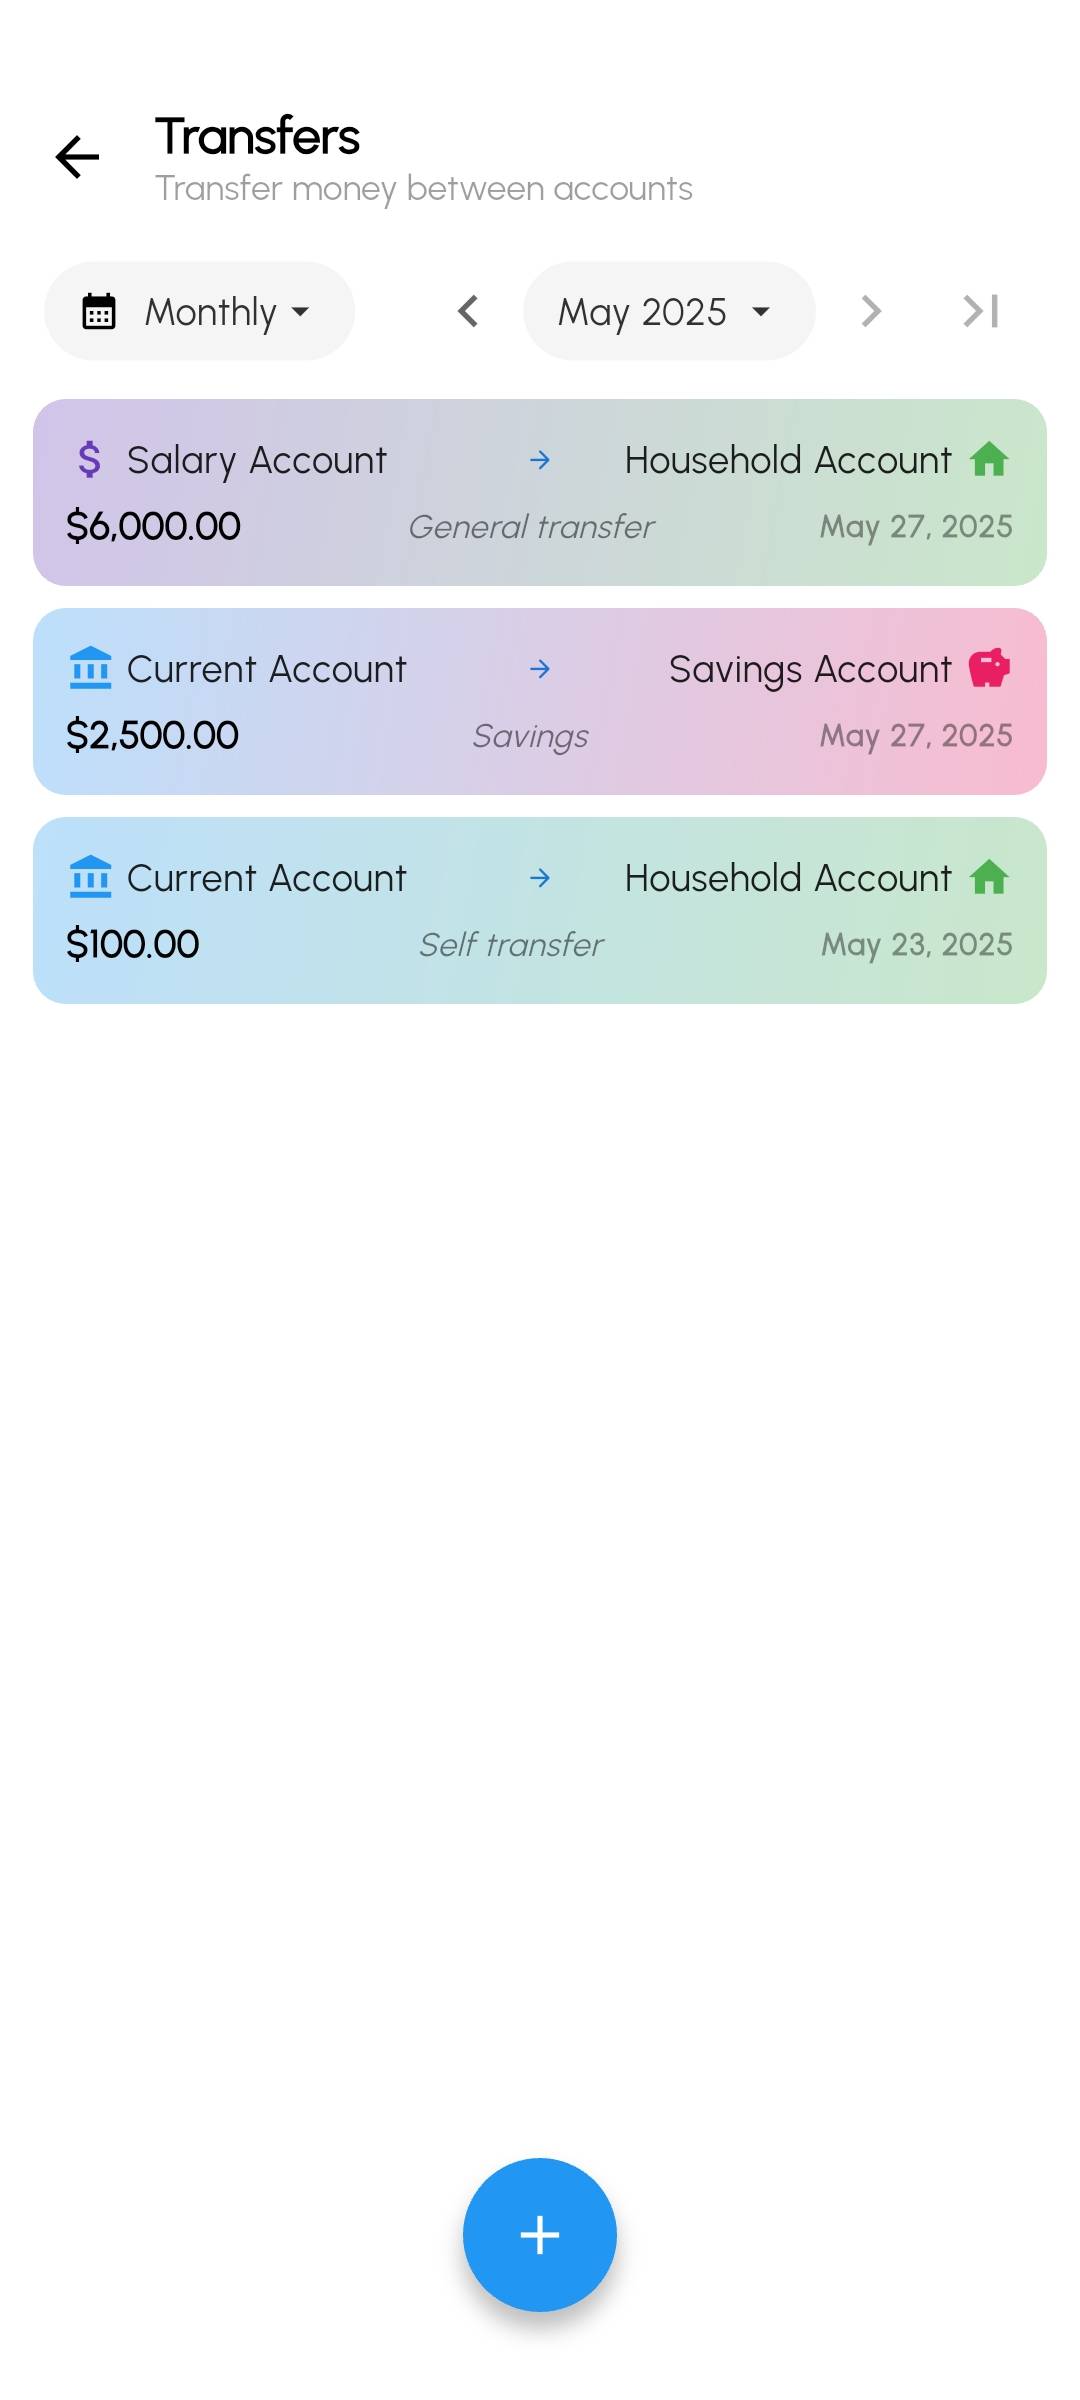 Transfers
Transfer money between accounts
Monthly May 2025
Salary Account Household Account
$6,000.00 General transfer May 27, 2025
Current Account Savings Account
$2,500.00 Savings May 27, 2025
Current Account Household Account
$100.00 Self transfer May 23, 2025